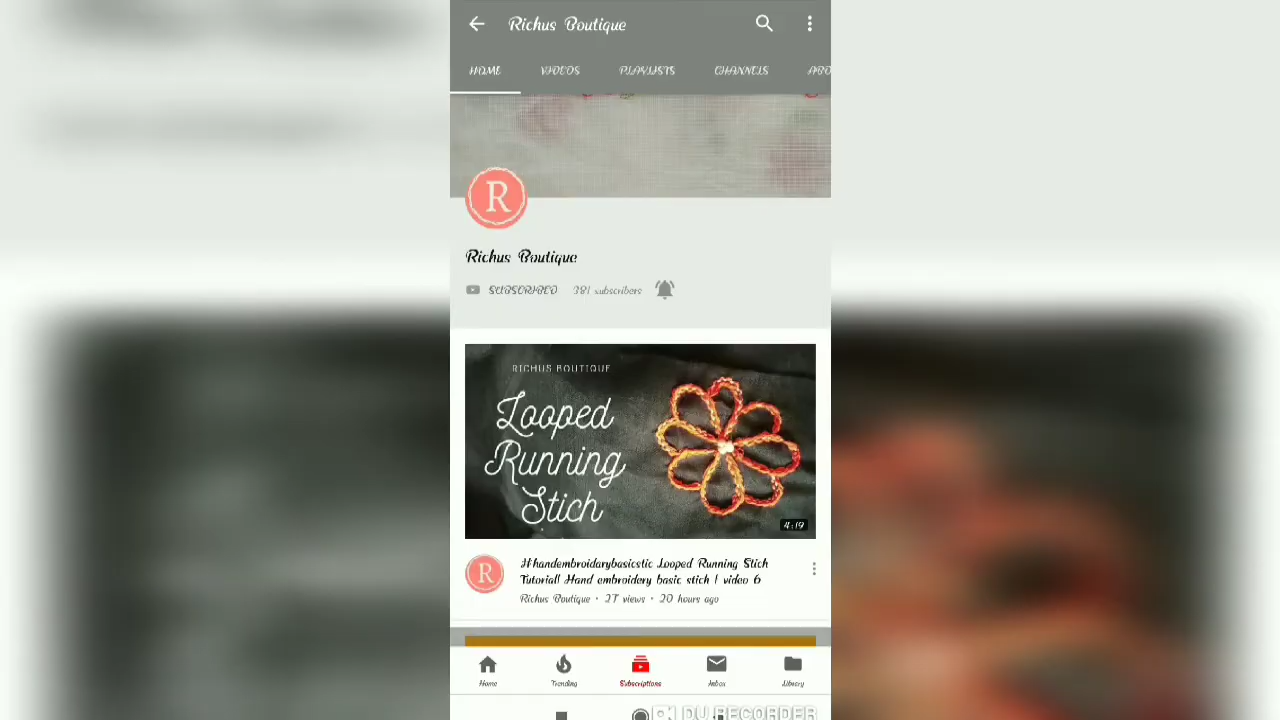 Richus Boutique
HOME VIDEOS PLAYLISTS CHANNELS ABO
R
Richus Boutique
SUBSCRIBED 381 subscribers
RICHUS BOUTIQUE
Looped
Running
Stich
4:19
R
#handembroidarybasicstic Looped Running Stich
Tutorial| Hand embroidery basic stich | video 6
Richus Boutique • 27 views • 20 hours ago
Home Trending Subscriptions Inbox Library
DU RECORDER